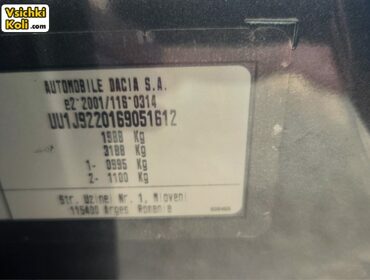 Vsichki
Koli .com
AUTOMOBILE DACIA S.A.
e2*2001/116*0314
UU1J9220169051612
1988 Kg
3188 Kg
1- 0995 Kg
2- 1100 Kg
Str. Uzinei Nr. 1, Mioveni
115400 Arges Romania